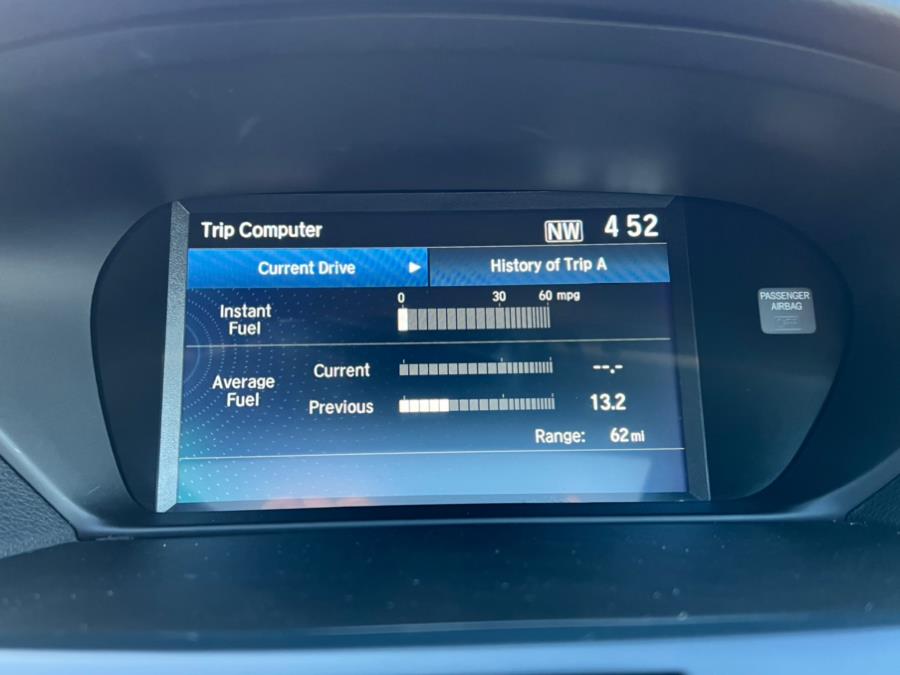 Trip Computer NW 4 52
Current Drive History of Trip A
0 30 60 mpg
Instant
Fuel
Average
Fuel
Current --.-
Previous 13.2
Range: 62 mi
PASSENGER
AIRBAG